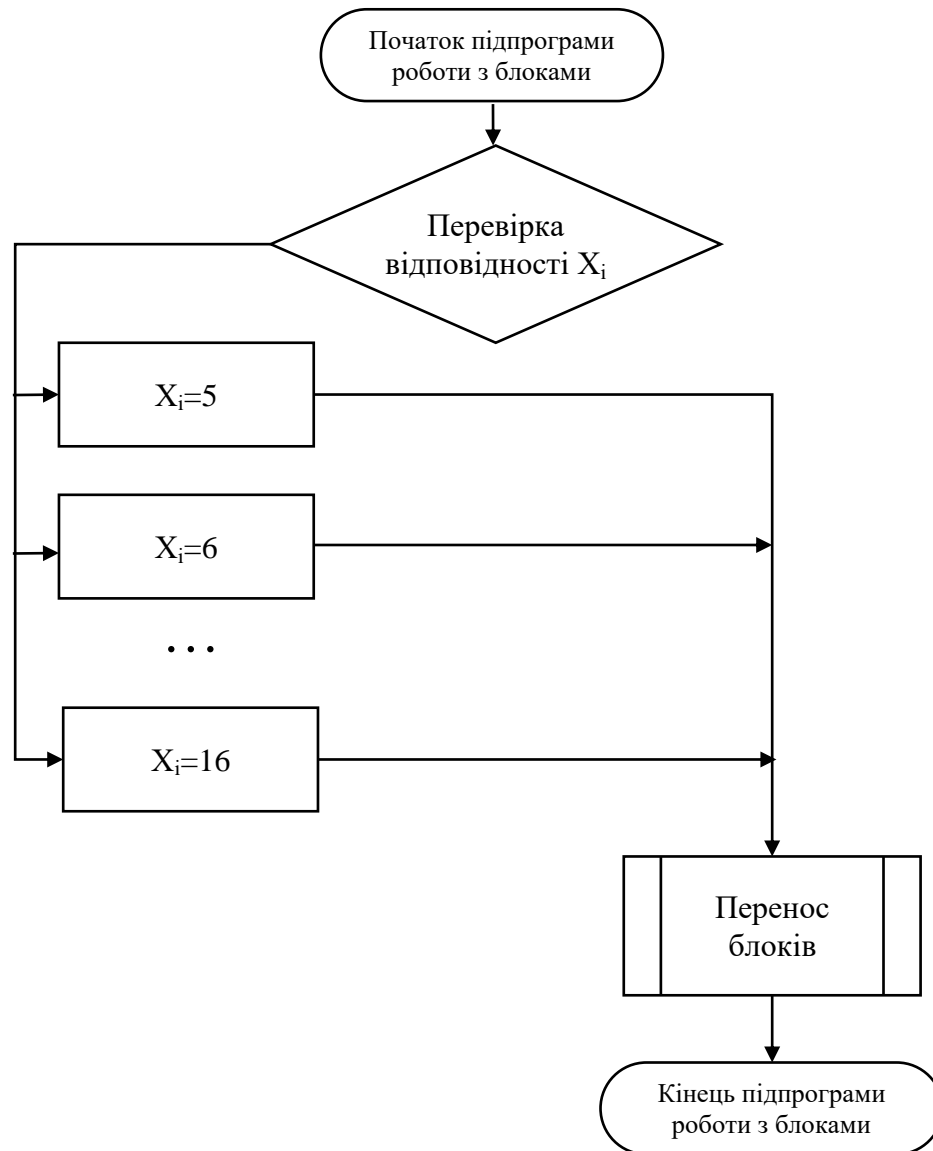 Початок підпрограми
роботи з блоками
Перевірка
відповідності Xᵢ
Xᵢ=5
Xᵢ=6
...
Xᵢ=16
Перенос
блоків
Кінець підпрограми
роботи з блоками